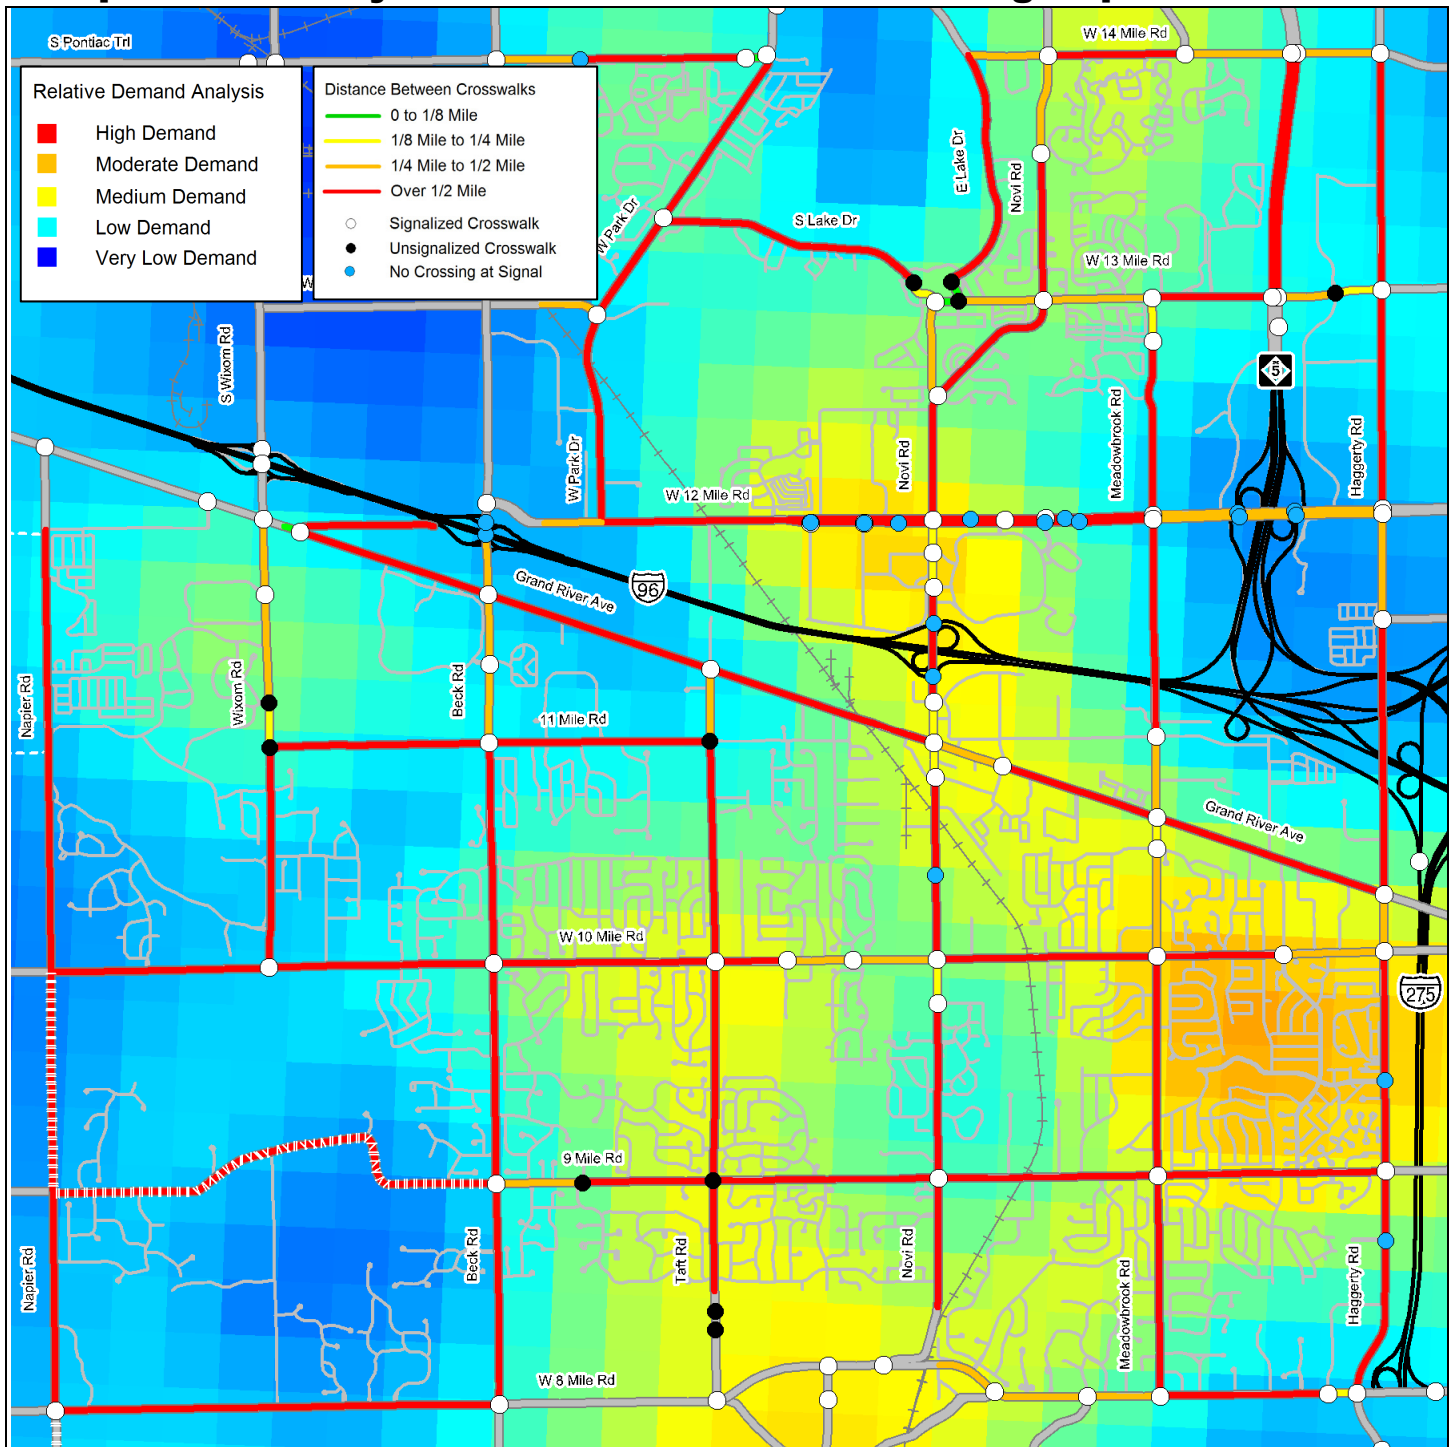 S Pontiac Trl
W 14 Mile Rd
Relative Demand Analysis
High Demand
Moderate Demand
Medium Demand
Low Demand
Very Low Demand
Distance Between Crosswalks
0 to 1/8 Mile
1/8 Mile to 1/4 Mile
1/4 Mile to 1/2 Mile
Over 1/2 Mile
Signalized Crosswalk
Unsignalized Crosswalk
No Crossing at Signal
W
E Lake Dr
Novi Rd
W Park Dr
S Lake Dr
W 13 Mile Rd
S Wixom Rd
5
Meadowbrook Rd
Haggerty Rd
W Park Dr
Novi Rd
W 12 Mile Rd
Grand River Ave
96
Napier Rd
Wixom Rd
Beck Rd
11 Mile Rd
Grand River Ave
W 10 Mile Rd
275
9 Mile Rd
Napier Rd
Beck Rd
Taft Rd
Novi Rd
Meadowbrook Rd
Haggerty Rd
W 8 Mile Rd